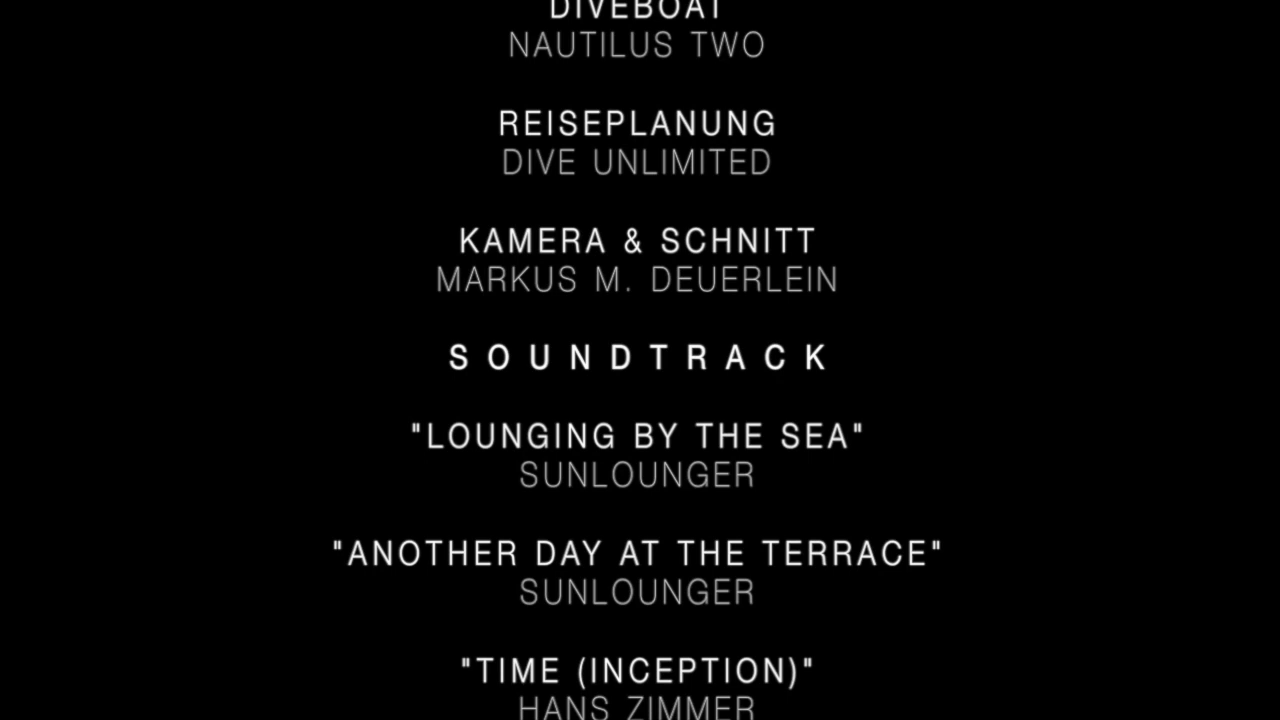 DIVEBOAT
NAUTILUS TWO
REISEPLANUNG
DIVE UNLIMITED
KAMERA & SCHNITT
MARKUS M. DEUERLEIN
SOUNDTRACK
"LOUNGING BY THE SEA"
SUNLOUNGER
"ANOTHER DAY AT THE TERRACE"
SUNLOUNGER
"TIME (INCEPTION)"
HANS ZIMMER